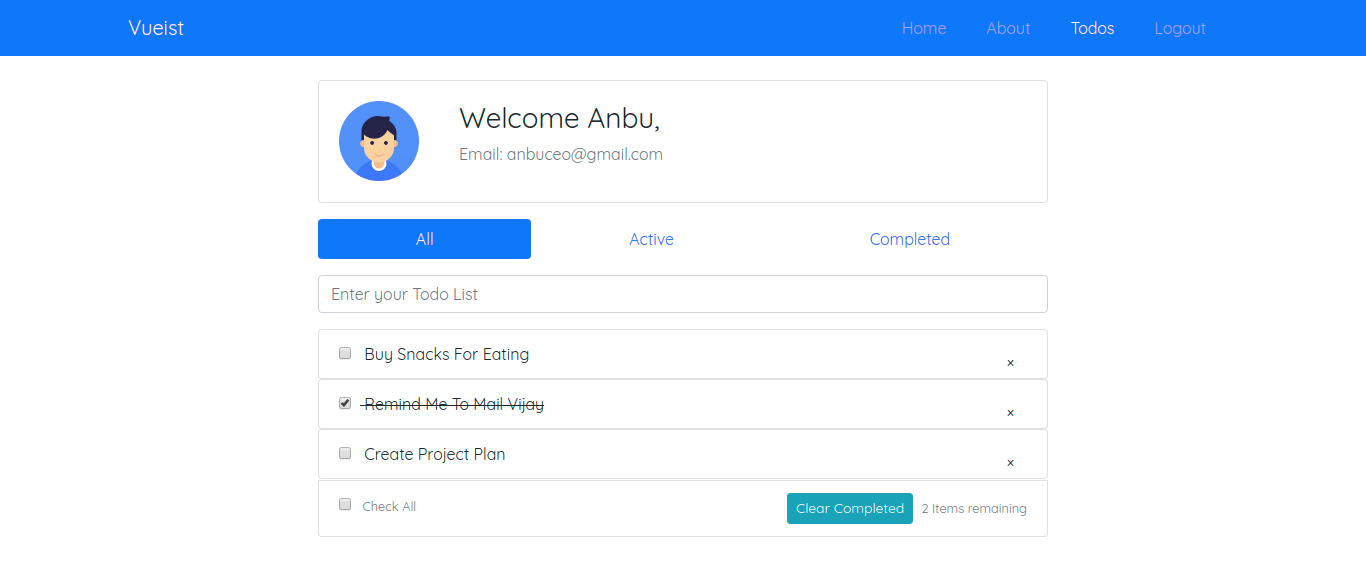 Vueist Home About Todos Logout
Welcome Anbu,
Email: anbuceo@gmail.com
All Active Completed
Enter your Todo List
Buy Snacks For Eating ×
Remind Me To Mail Vijay ×
Create Project Plan ×
Check All Clear Completed 2 Items remaining